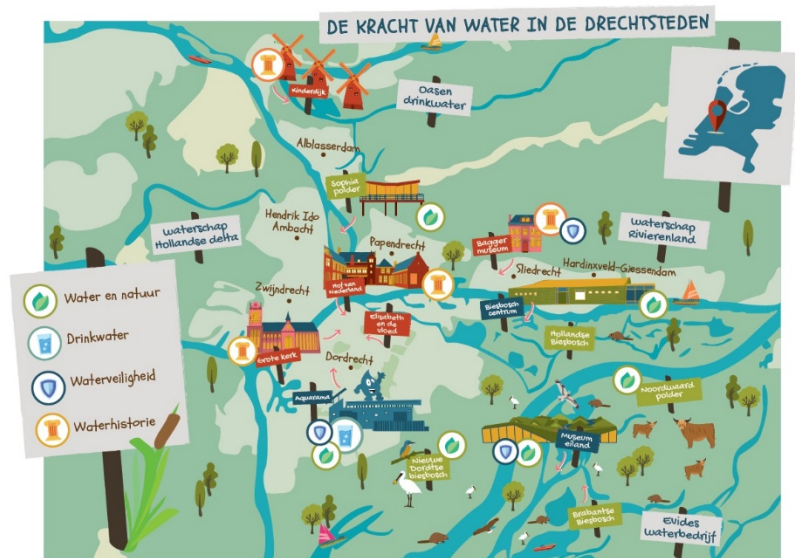 DE KRACHT VAN WATER IN DE DRECHTSTEDEN
Kinderdijk
Oasen
drinkwater
Alblasserdam
Sophia
polder
Waterschap
Hollandse delta
Hendrik Ido
Ambacht
Papendrecht
Bagger
museum
Waterschap
Rivierenland
Sliedrecht
Hardinxveld-Giessendam
Zwijndrecht
Hof van
Nederland
Biesbosch
centrum
Elisabeth
en de
vloed
Hollandse
Biesbosch
Grote kerk
Dordrecht
Noordwaard
polder
Aquarama
Museum
eiland
Nieuwe
Dordtse
biesbosch
Brabantse
Biesbosch
Evides
waterbedrijf
Water en natuur
Drinkwater
Waterveiligheid
Waterhistorie